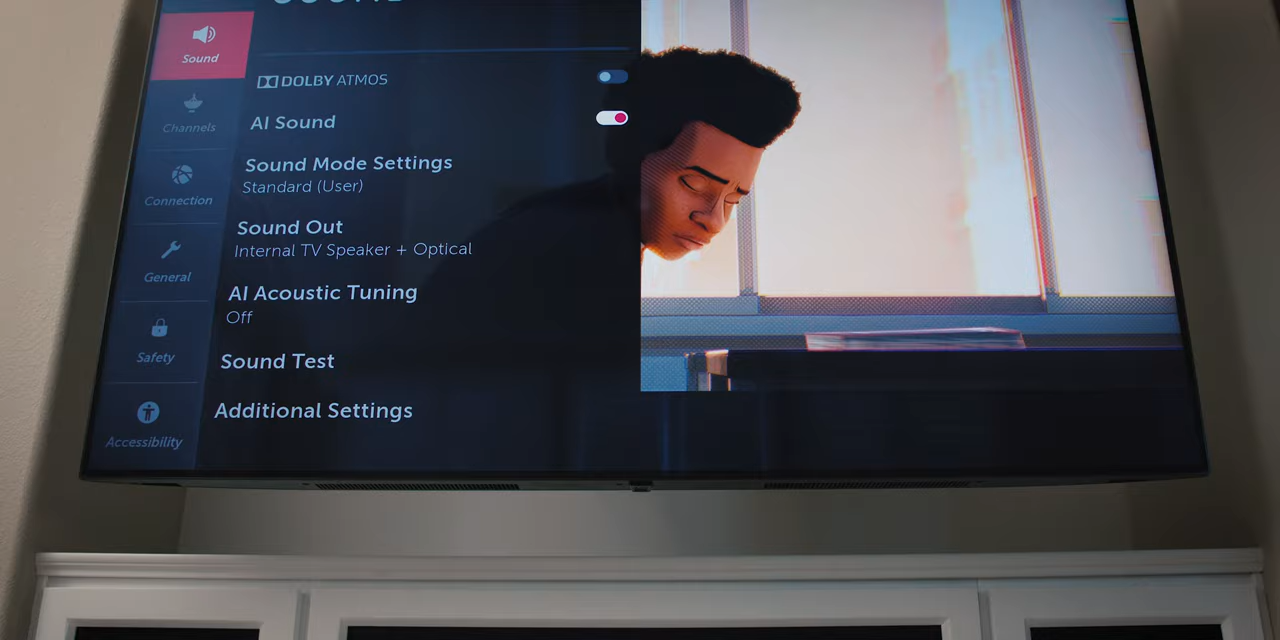 SOUND
Sound
DOLBY ATMOS
Channels
AI Sound
Sound Mode Settings
Standard (User)
Connection
Sound Out
Internal TV Speaker + Optical
General
AI Acoustic Tuning
Off
Safety
Sound Test
Accessibility
Additional Settings